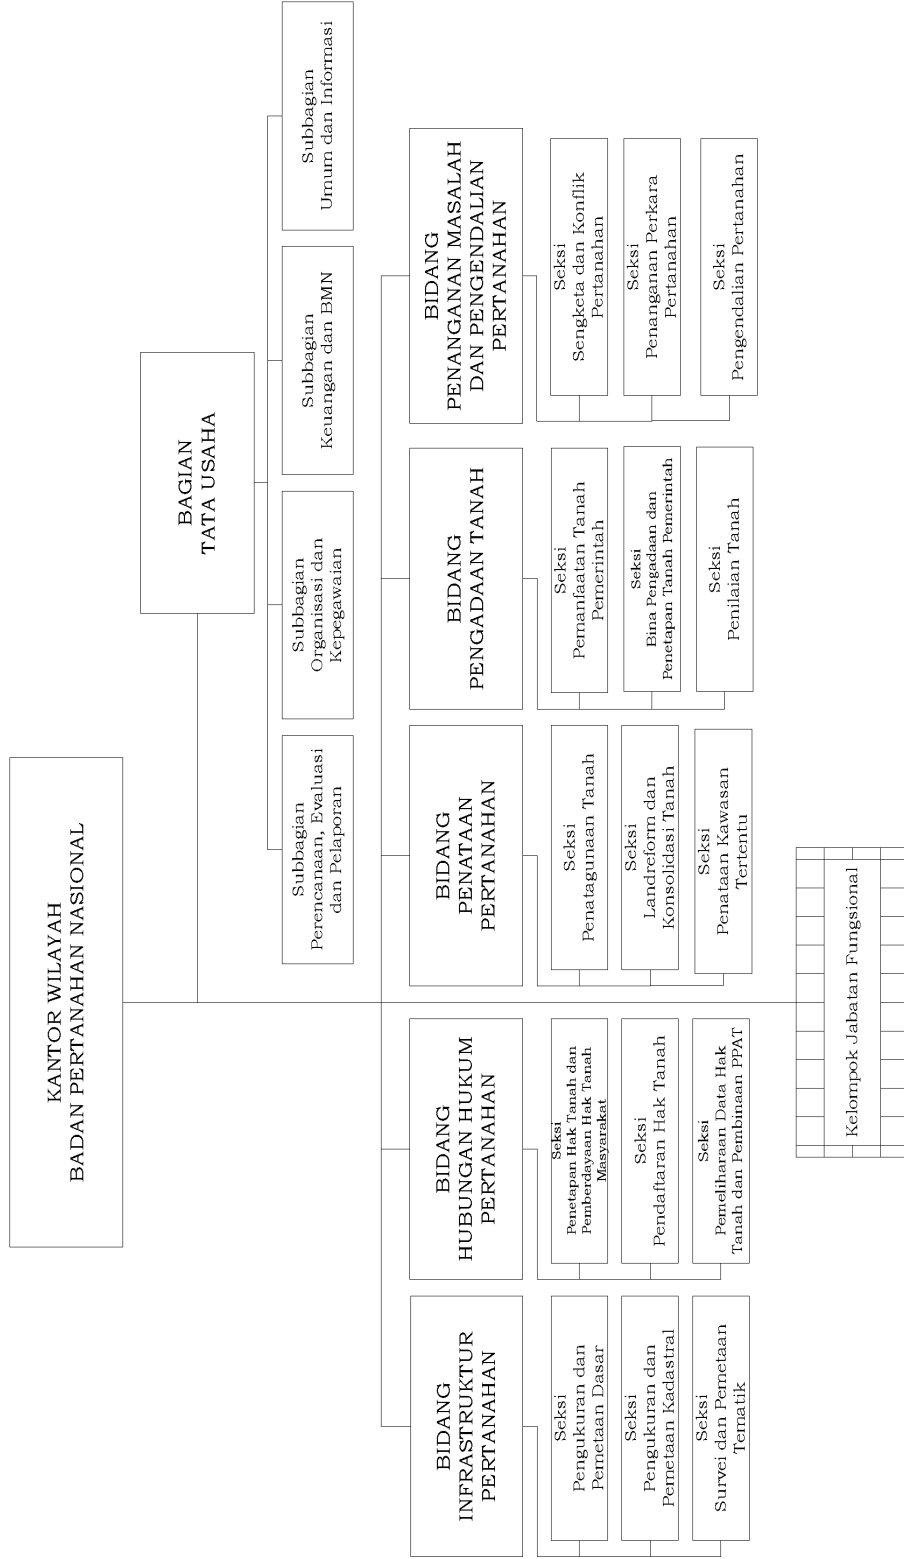 KANTOR WILAYAH
BADAN PERTANAHAN NASIONAL
BAGIAN
TATA USAHA
Subbagian
Perencanaan, Evaluasi
dan Pelaporan
Subbagian
Organisasi dan
Kepegawaian
Subbagian
Keuangan dan BMN
Subbagian
Umum dan Informasi
BIDANG
INFRASTRUKTUR
PERTANAHAN
Seksi
Pengukuran dan
Pemetaan Dasar
Seksi
Pengukuran dan
Pemetaan Kadastral
Seksi
Survei dan Pemetaan
Tematik
BIDANG
HUBUNGAN HUKUM
PERTANAHAN
Seksi
Penetapan Hak Tanah dan
Pemberdayaan Hak Tanah
Masyarakat
Seksi
Pendaftaran Hak Tanah
Seksi
Pemeliharaan Data Hak
Tanah dan Pembinaan PPAT
BIDANG
PENATAAN
PERTANAHAN
Seksi
Penatagunaan Tanah
Seksi
Landreform dan
Konsolidasi Tanah
Seksi
Penataan Kawasan
Tertentu
BIDANG
PENGADAAN TANAH
Seksi
Pemanfaatan Tanah
Pemerintah
Seksi
Bina Pengadaan dan
Penetapan Tanah Pemerintah
Seksi
Penilaian Tanah
BIDANG
PENANGANAN MASALAH
DAN PENGENDALIAN
PERTANAHAN
Seksi
Sengketa dan Konflik
Pertanahan
Seksi
Penanganan Perkara
Pertanahan
Seksi
Pengendalian Pertanahan
Kelompok Jabatan Fungsional